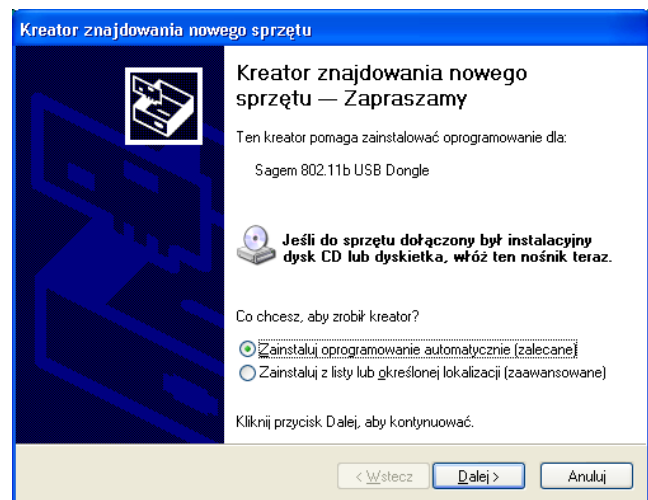 Kreator znajdowania nowego sprzętu
Kreator znajdowania nowego
sprzętu — Zapraszamy
Ten kreator pomaga zainstalować oprogramowanie dla:
Sagem 802.11b USB Dongle
Jeśli do sprzętu dołączony był instalacyjny
dysk CD lub dyskietka, włóż ten nośnik teraz.
Co chcesz, aby zrobił kreator?
Zainstaluj oprogramowanie automatycznie (zalecane)
Zainstaluj z listy lub określonej lokalizacji (zaawansowane)
Kliknij przycisk Dalej, aby kontynuować.
< Wstecz Dalej > Anuluj